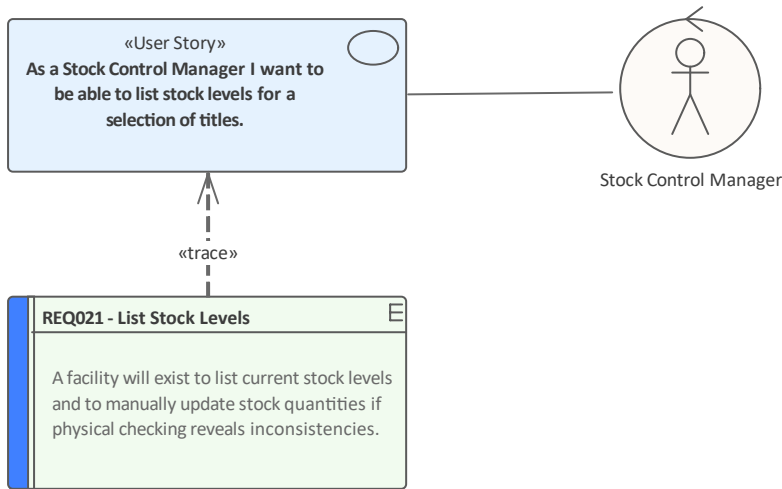 «User Story»
As a Stock Control Manager I want to
be able to list stock levels for a
selection of titles.
Stock Control Manager
«trace»
REQ021 - List Stock Levels
E
A facility will exist to list current stock levels
and to manually update stock quantities if
physical checking reveals inconsistencies.